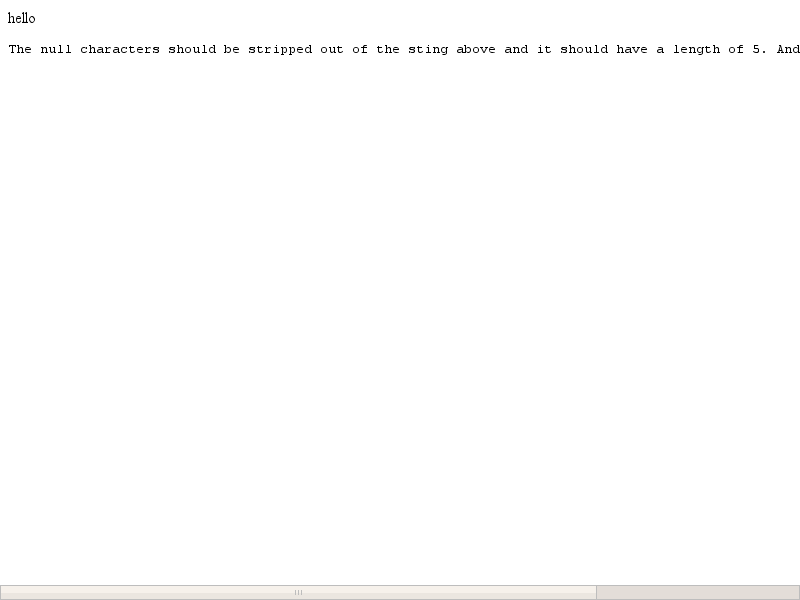 hello
The null characters should be stripped out of the sting above and it should have a length of 5. And